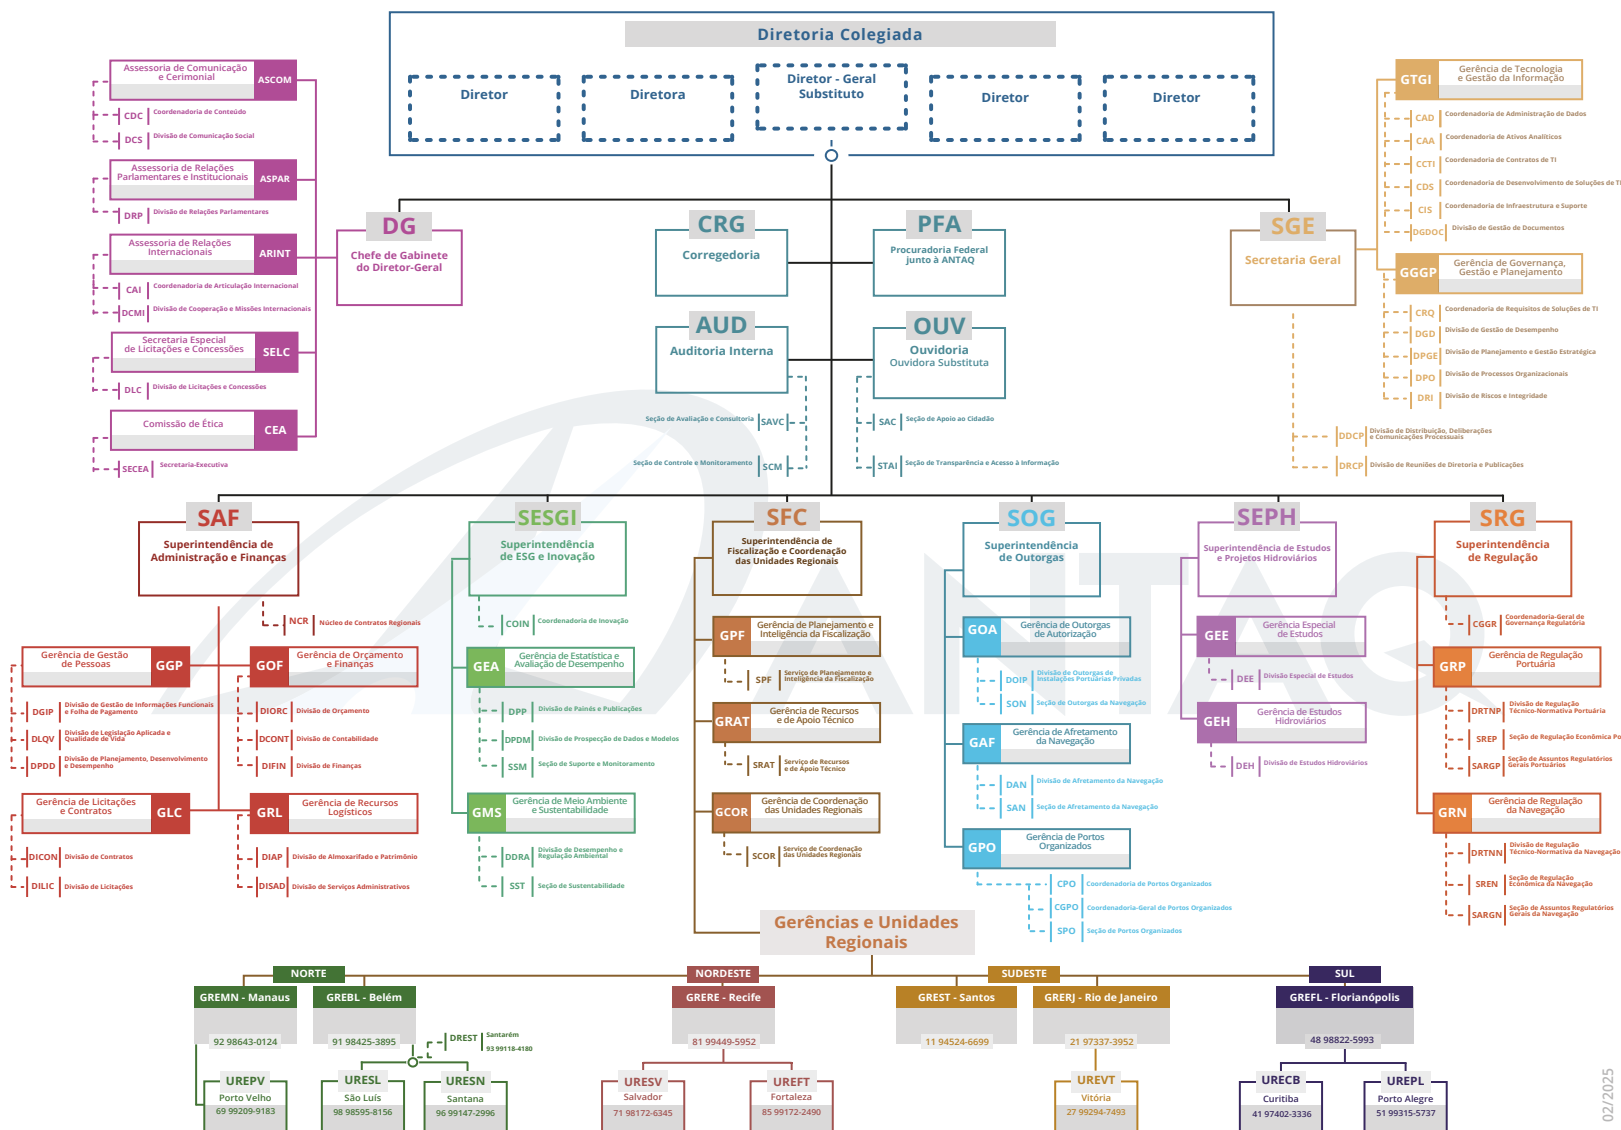 Diretoria Colegiada
Diretor
Diretora
Diretor - Geral
Substituto
Diretor
Diretor
Assessoria de Comunicação
e Cerimonial
ASCOM
CDC
Coordenadoria de Conteúdo
DCS
Divisão de Comunicação Social
Assessoria de Relações
Parlamentares e Institucionais
ASPAR
DRP
Divisão de Relações Parlamentares
Assessoria de Relações
Internacionais
ARINT
CAI
Coordenadoria de Articulação Internacional
DCMI
Divisão de Cooperação e Missões Internacionais
Secretaria Especial
de Licitações e Concessões
SELC
DLC
Divisão de Licitações e Concessões
Comissão de Ética
CEA
SECEA
Secretaria-Executiva
DG
Chefe de Gabinete
do Diretor-Geral
CRG
Corregedoria
PFA
Procuradoria Federal
junto à ANTAQ
AUD
Auditoria Interna
Seção de Avaliação e Consultoria
SAVC
Seção de Controle e Monitoramento
SCM
OUV
Ouvidoria
Ouvidora Substituta
SAC
Seção de Apoio ao Cidadão
STAI
Seção de Transparência e Acesso à Informação
SGE
Secretaria Geral
GTGI
Gerência de Tecnologia
e Gestão da Informação
CAD
Coordenadoria de Administração de Dados
CAA
Coordenadoria de Ativos Analíticos
CCTI
Coordenadoria de Contratos de TI
CDS
Coordenadoria de Desenvolvimento de Soluções de TI
CIS
Coordenadoria de Infraestrutura e Suporte
DGDOC
Divisão de Gestão de Documentos
GGGP
Gerência de Governança,
Gestão e Planejamento
CRQ
Coordenadoria de Requisitos de Soluções de TI
DGD
Divisão de Gestão de Desempenho
DPGE
Divisão de Planejamento e Gestão Estratégica
DPO
Divisão de Processos Organizacionais
DRI
Divisão de Riscos e Integridade
DDCP
Divisão de Distribuição, Deliberações
e Comunicações Processuais
DRCP
Divisão de Reuniões de Diretoria e Publicações
SAF
Superintendência de
Administração e Finanças
NCR
Núcleo de Contratos Regionais
Gerência de Gestão
de Pessoas
GGP
DGIP
Divisão de Gestão de Informações Funcionais
e Folha de Pagamento
DLQV
Divisão de Legislação Aplicada e
Qualidade de Vida
DPDD
Divisão de Planejamento, Desenvolvimento
e Desempenho
Gerência de Licitações
e Contratos
GLC
DICON
Divisão de Contratos
DILIC
Divisão de Licitações
GOF
Gerência de Orçamento
e Finanças
DIORC
Divisão de Orçamento
DCONT
Divisão de Contabilidade
DIFIN
Divisão de Finanças
GRL
Gerência de Recursos
Logísticos
DIAP
Divisão de Almoxarifado e Patrimônio
DISAD
Divisão de Serviços Administrativos
SESGI
Superintendência
de ESG e Inovação
COIN
Coordenadoria de Inovação
GEA
Gerência de Estatística e
Avaliação de Desempenho
DPP
Divisão de Painéis e Publicações
DPDM
Divisão de Prospecção de Dados e Modelos
SSM
Seção de Suporte e Monitoramento
GMS
Gerência de Meio Ambiente
e Sustentabilidade
DDRA
Divisão de Desempenho e
Regulação Ambiental
SST
Seção de Sustentabilidade
SFC
Superintendência de
Fiscalização e Coordenação
das Unidades Regionais
GPF
Gerência de Planejamento e
Inteligência da Fiscalização
SPF
Serviço de Planejamento e
Inteligência da Fiscalização
GRAT
Gerência de Recursos
e de Apoio Técnico
SRAT
Serviço de Recursos
e de Apoio Técnico
GCOR
Gerência de Coordenação
das Unidades Regionais
SCOR
Serviço de Coordenação
das Unidades Regionais
SOG
Superintendência
de Outorgas
GOA
Gerência de Outorgas
de Autorização
DOIP
Divisão de Outorgas de
Instalações Portuárias Privadas
SON
Seção de Outorgas da Navegação
GAF
Gerência de Afretamento
da Navegação
DAN
Divisão de Afretamento da Navegação
SAN
Seção de Afretamento da Navegação
GPO
Gerência de Portos
Organizados
CPO
Coordenadoria de Portos Organizados
CGPO
Coordenadoria-Geral de Portos Organizados
SPO
Seção de Portos Organizados
SEPH
Superintendência de Estudos
e Projetos Hidroviários
GEE
Gerência Especial
de Estudos
DEE
Divisão Especial de Estudos
GEH
Gerência de Estudos
Hidroviários
DEH
Divisão de Estudos Hidroviários
SRG
Superintendência
de Regulação
CGGR
Coordenadoria-Geral de
Governança Regulatória
GRP
Gerência de Regulação
Portuária
DRTNP
Divisão de Regulação
Técnico-Normativa Portuária
SREP
Seção de Regulação Econômica Po
SARGP
Seção de Assuntos Regulatórios
Gerais Portuários
GRN
Gerência de Regulação
da Navegação
DRTNN
Divisão de Regulação
Técnico-Normativa da Navegação
SREN
Seção de Regulação
Econômica da Navegação
SARGN
Seção de Assuntos Regulatórios
Gerais da Navegação
ANTAQ
Gerências e Unidades
Regionais
NORTE
NORDESTE
SUDESTE
SUL
GREMN - Manaus
92 98643-0124
GREBL - Belém
91 98425-3895
DREST
Santarém
93 99118-4180
GRERE - Recife
81 99449-5952
GREST - Santos
11 94524-6699
GRERJ - Rio de Janeiro
21 97337-3952
GREFL - Florianópolis
48 98822-5993
UREPV
Porto Velho
69 99209-9183
URESL
São Luís
98 98595-8156
URESN
Santana
96 99147-2996
URESV
Salvador
71 98172-6345
UREFT
Fortaleza
85 99172-2490
UREVT
Vitória
27 99294-7493
URECB
Curitiba
41 97402-3336
UREPL
Porto Alegre
51 99315-5737
02/2025